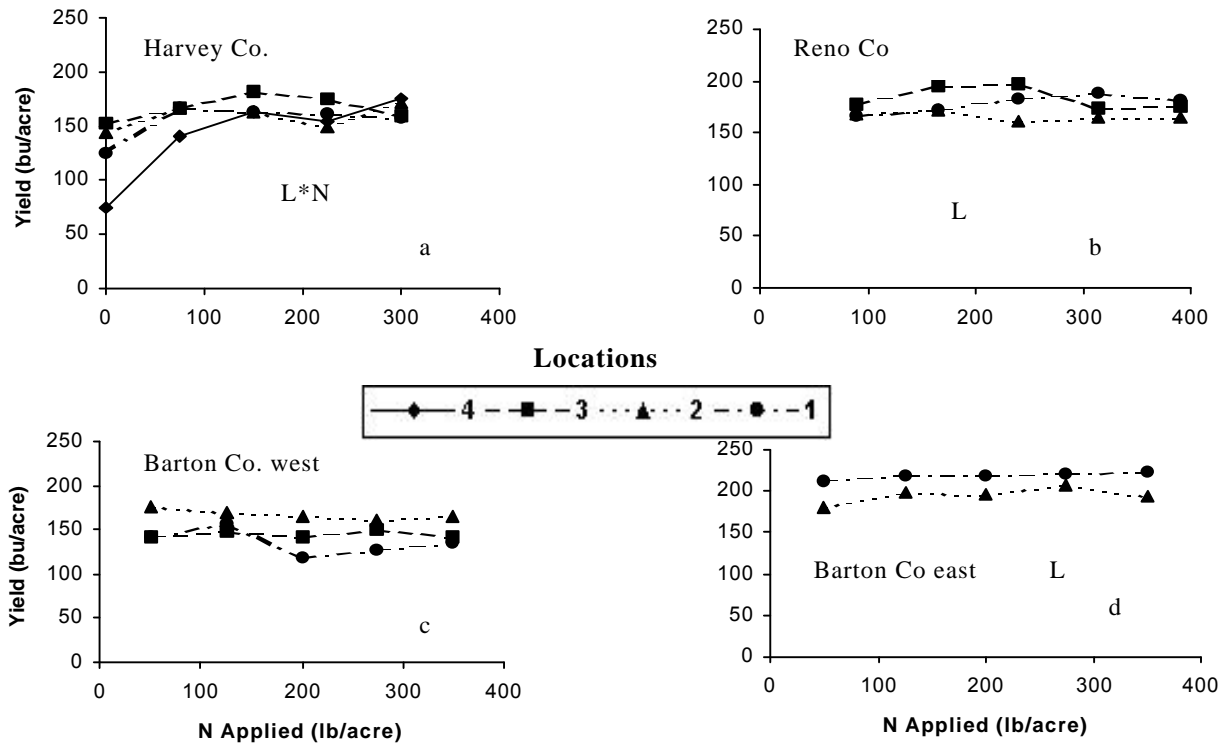 Harvey Co.
Yield (bu/acre)
250
200
150
100
50
0
L*N
a
0 100 200 300 400
Reno Co
250
200
150
100
50
0
L
b
0 100 200 300 400
Locations
4 3 2 1
Barton Co. west
Yield (bu/acre)
250
200
150
100
50
0
c
0 100 200 300 400
N Applied (lb/acre)
250
200
150
100
50
0
Barton Co east L
d
0 100 200 300 400
N Applied (lb/acre)